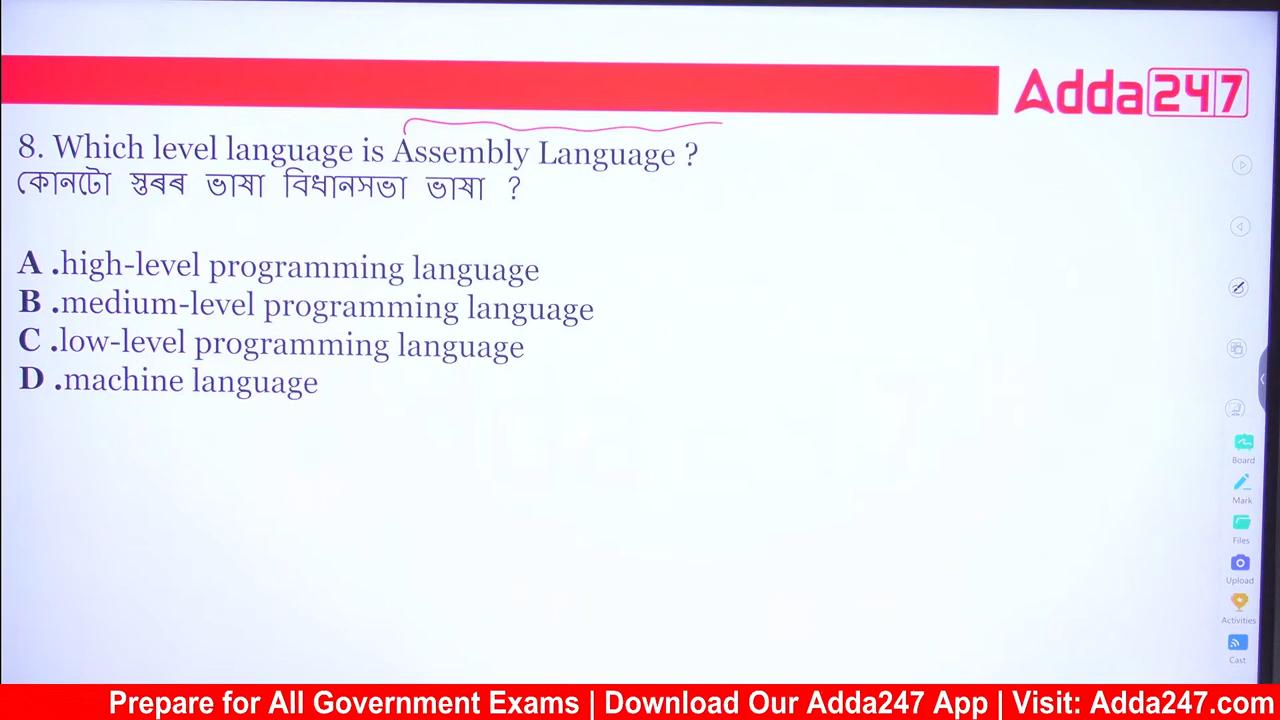 Adda247
8. Which level language is Assembly Language ?
কোনটো স্তৰৰ ভাষা বিধানসভা ভাষা ?
A .high-level programming language
B .medium-level programming language
C .low-level programming language
D .machine language
Board
Mark
Files
Upload
Activities
Cast
Prepare for All Government Exams | Download Our Adda247 App | Visit: Adda247.com